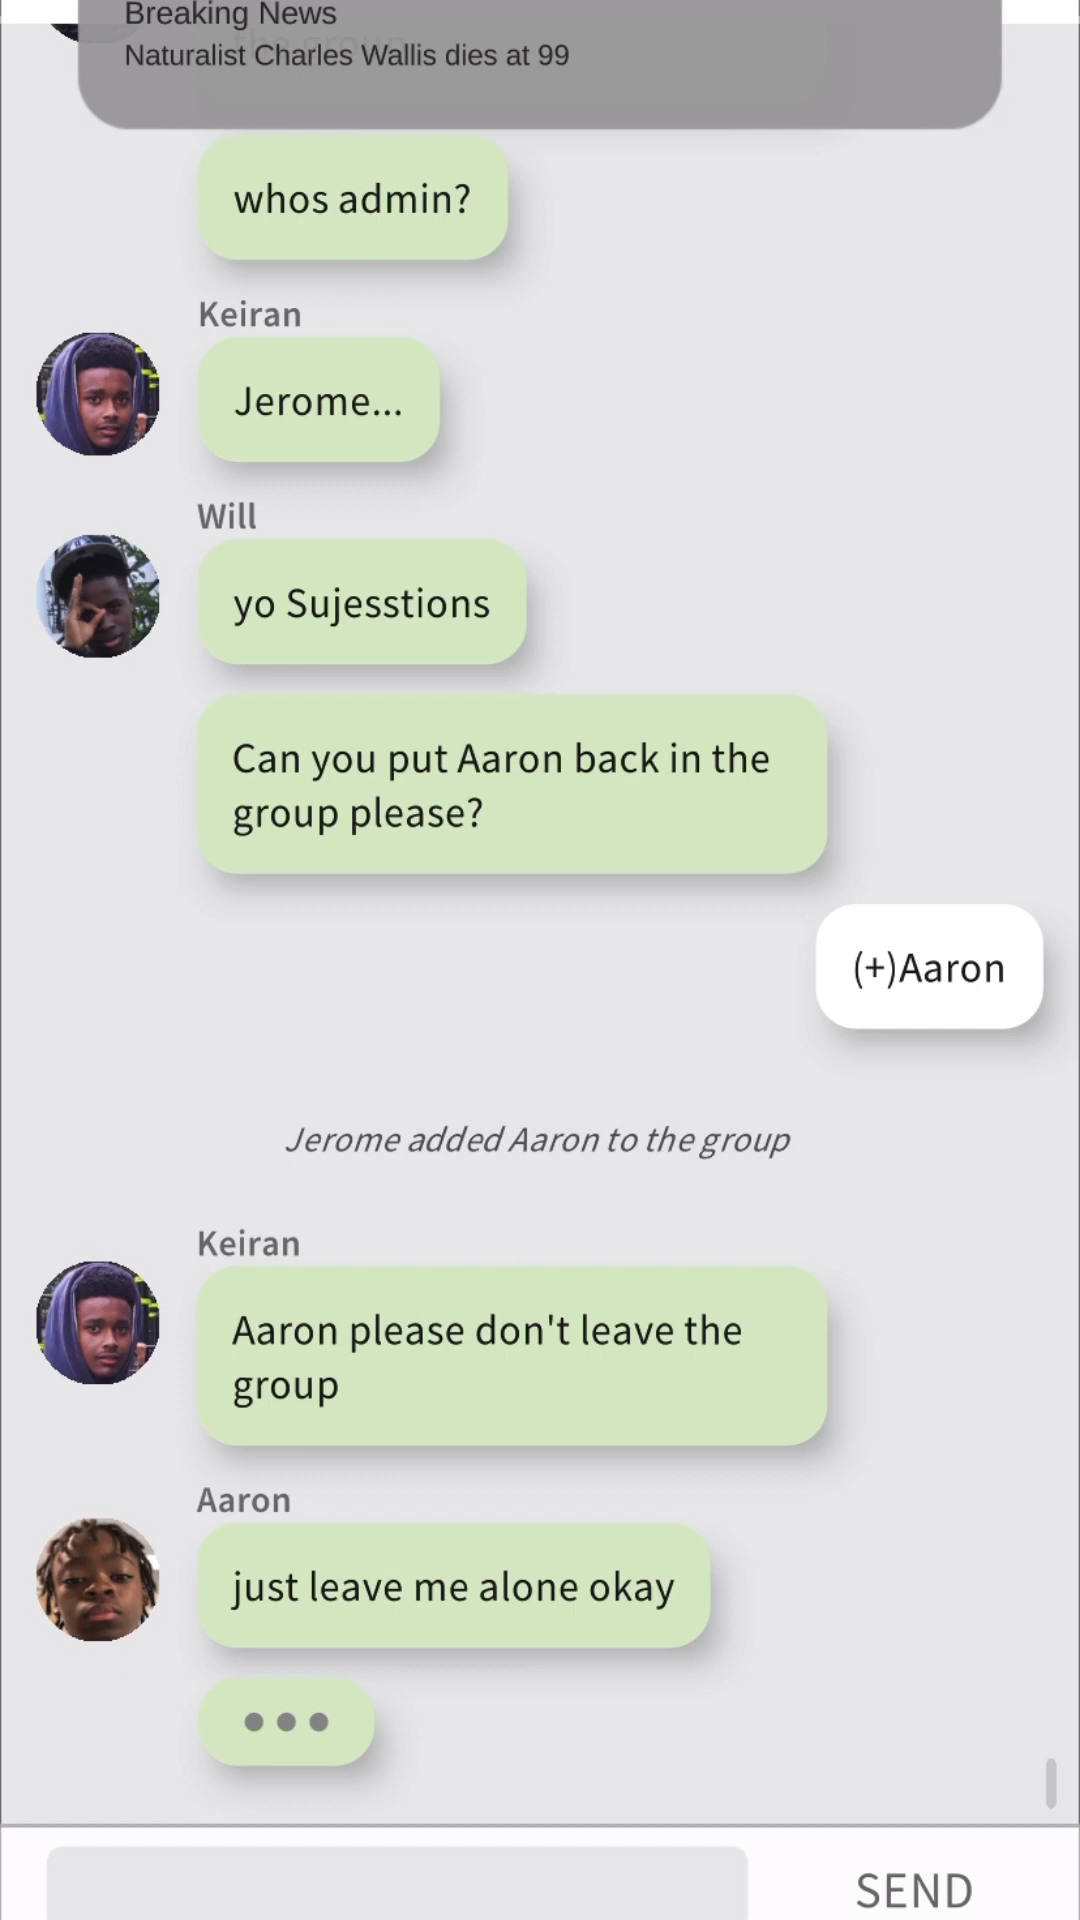 Breaking News
the group
Naturalist Charles Wallis dies at 99
whos admin?
Keiran
Jerome...
Will
yo Sujesstions
Can you put Aaron back in the
group please?
(+)Aaron
Jerome added Aaron to the group
Keiran
Aaron please don't leave the
group
Aaron
just leave me alone okay
SEND